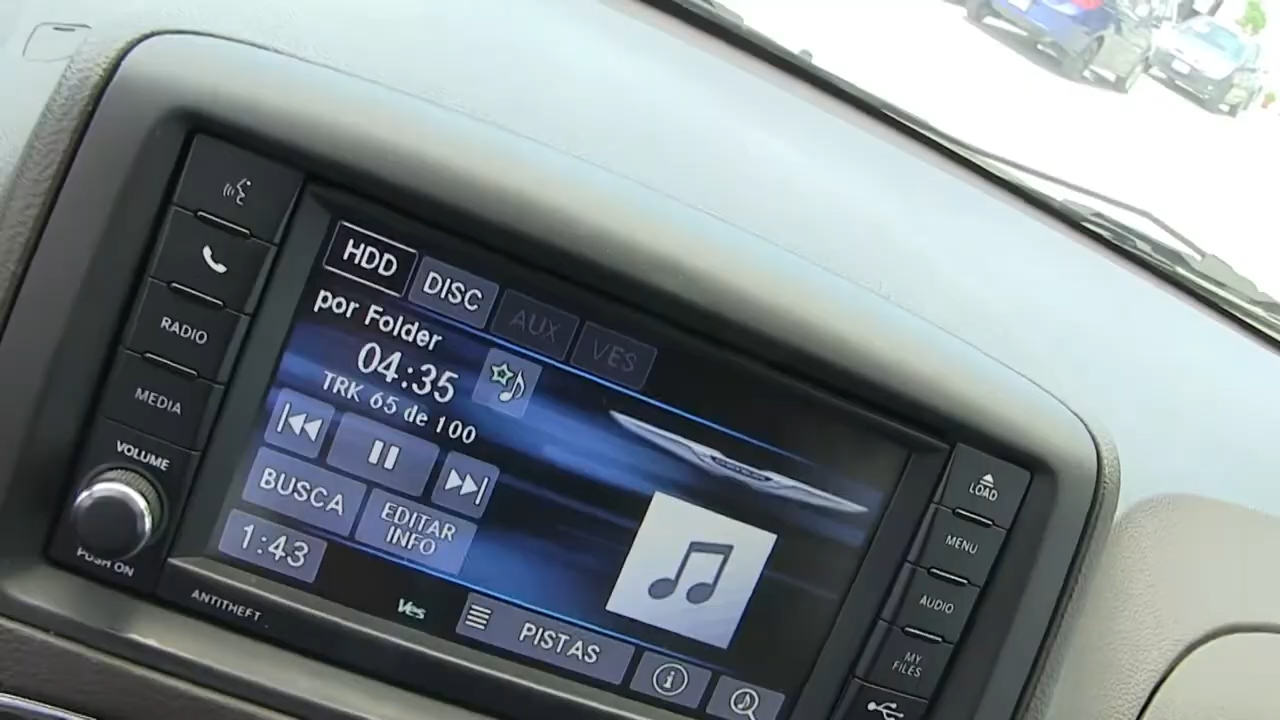 HDD
DISC
AUX
VES
por Folder
04:35
TRK 65 de 100
BUSCA
EDITAR
INFO
1:43
Ves
PISTAS
RADIO
MEDIA
VOLUME
PUSH ON
ANTITHEFT
LOAD
MENU
AUDIO
MY
FILES